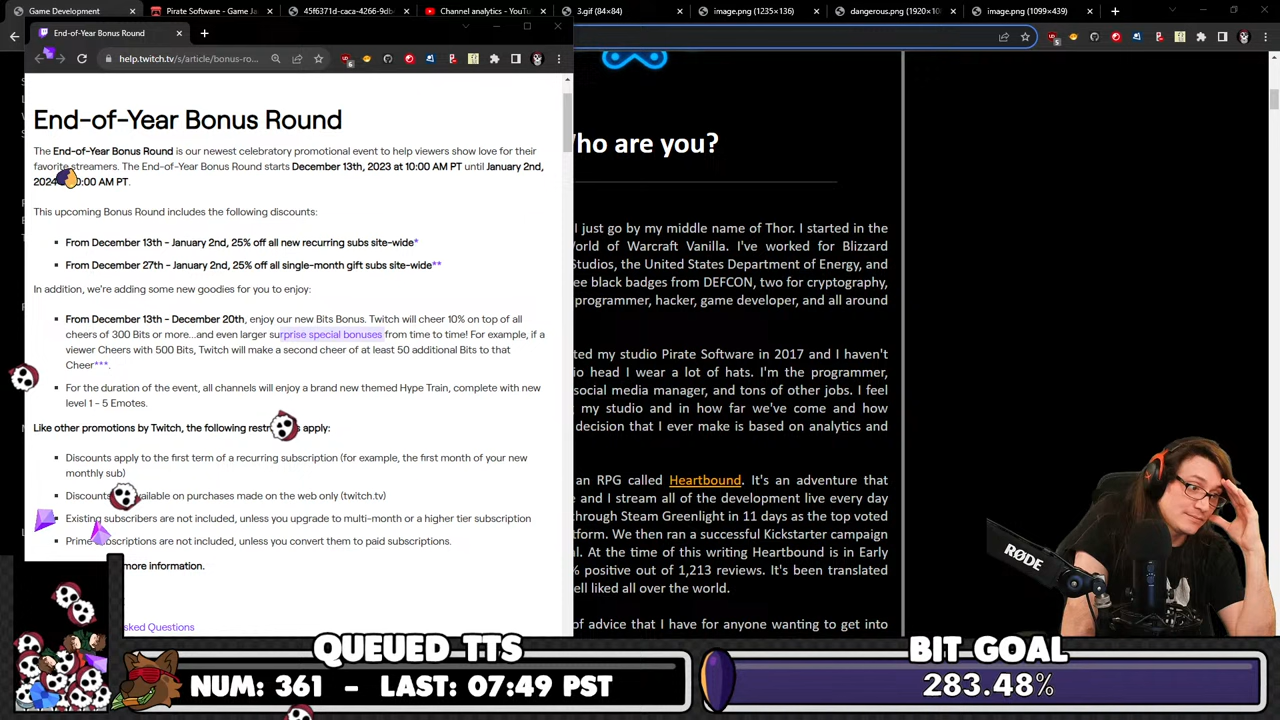 Game Development
Pirate Software - Game Ja
45f6371d-caca-4266-9db
Channel analytics - YouTu
3.gif (84×84)
image.png (1235×136)
dangerous.png (1920×10
image.png (1099×439)
End-of-Year Bonus Round
help.twitch.tv/s/article/bonus-ro...
End-of-Year Bonus Round
The End-of-Year Bonus Round is our newest celebratory promotional event to help viewers show love for their
favorite streamers. The End-of-Year Bonus Round starts December 13th, 2023 at 10:00 AM PT until January 2nd,
2024 0:00 AM PT.
This upcoming Bonus Round includes the following discounts:
From December 13th - January 2nd, 25% off all new recurring subs site-wide*
From December 27th - January 2nd, 25% off all single-month gift subs site-wide**
In addition, we're adding some new goodies for you to enjoy:
From December 13th - December 20th, enjoy our new Bits Bonus. Twitch will cheer 10% on top of all
cheers of 300 Bits or more...and even larger surprise special bonuses from time to time! For example, if a
viewer Cheers with 500 Bits, Twitch will make a second cheer of at least 50 additional Bits to that
Cheer***.
For the duration of the event, all channels will enjoy a brand new themed Hype Train, complete with new
level 1 - 5 Emotes.
Like other promotions by Twitch, the following restr s apply:
Discounts apply to the first term of a recurring subscription (for example, the first month of your new
monthly sub)
Discounts ailable on purchases made on the web only (twitch.tv)
Existing subscribers are not included, unless you upgrade to multi-month or a higher tier subscription
Prime scriptions are not included, unless you convert them to paid subscriptions.
more information.
sked Questions
ho are you?
I just go by my middle name of Thor. I started in the
orld of Warcraft Vanilla. I've worked for Blizzard
Studios, the United States Department of Energy, and
ee black badges from DEFCON, two for cryptography,
programmer, hacker, game developer, and all around
ted my studio Pirate Software in 2017 and I haven't
io head I wear a lot of hats. I'm the programmer,
social media manager, and tons of other jobs. I feel
my studio and in how far we've come and how
decision that I ever make is based on analytics and
an RPG called Heartbound. It's an adventure that
e and I stream all of the development live every day
through Steam Greenlight in 11 days as the top voted
tform. We then ran a successful Kickstarter campaign
al. At the time of this writing Heartbound is in Early
% positive out of 1,213 reviews. It's been translated
ell liked all over the world.
of advice that I have for anyone wanting to get into
RØDE
QUEUED TTS
NUM: 361 - LAST: 07:49 PST
BIT GOAL
283.48%